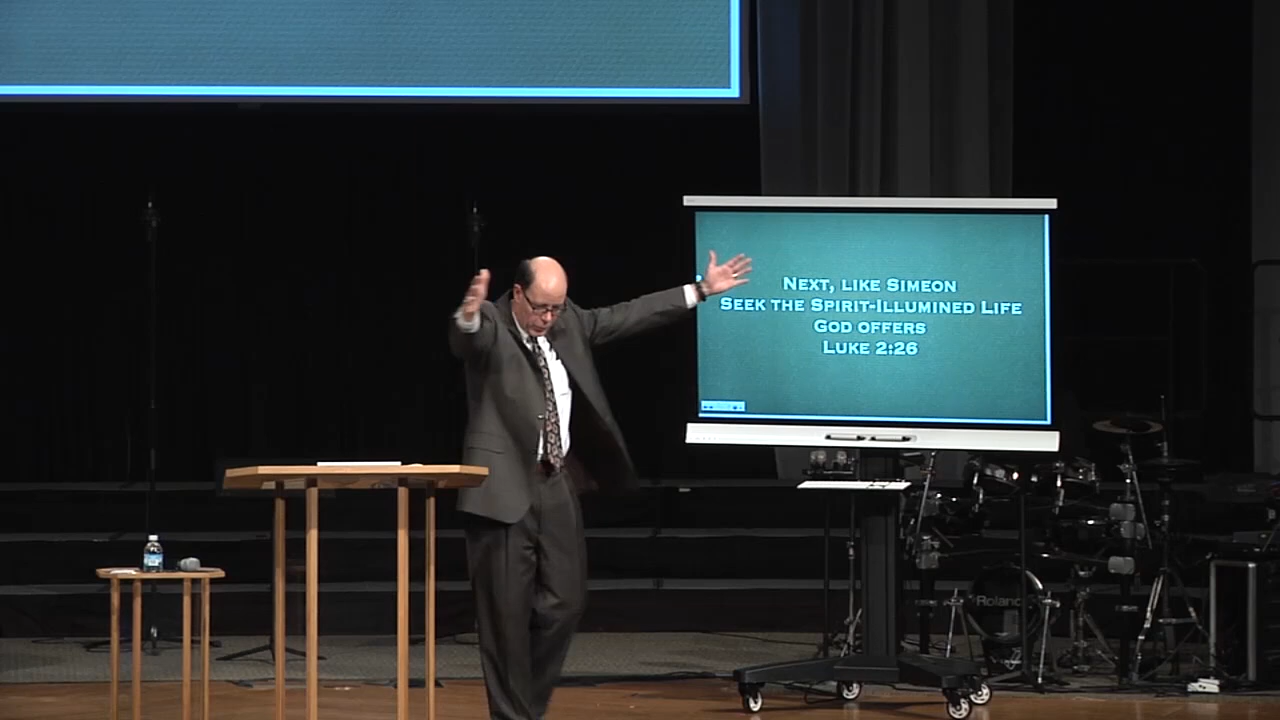 Next, like Simeon
Seek the Spirit-Illumined Life
God offers
Luke 2:26
Roland